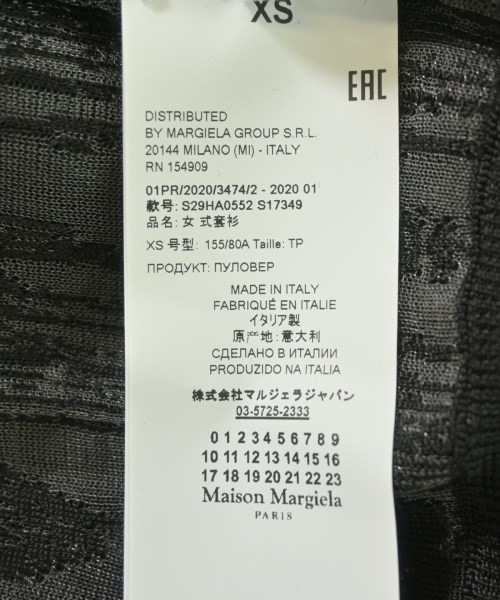 XS
EAC
DISTRIBUTED
BY MARGIELA GROUP S.R.L.
20144 MILANO (MI) - ITALY
RN 154909
01PR/2020/3474/2 - 2020 01
款号: S29HA0552 S17349
品名: 女 式套衫
XS 号型: 155/80A Taille: TP
ПРОДУКТ: ПУЛОВЕР
MADE IN ITALY
FABRIQUÉ EN ITALIE
イタリア製
原产地: 意大利
СДЕЛАНО В ИТАЛИИ
PRODUZIDO NA ITALIA
株式会社マルジェラジャパン
03-5725-2333
0 1 2 3 4 5 6 7 8 9
10 11 12 13 14 15 16
17 18 19 20 21 22 23
Maison Margiela
PARIS